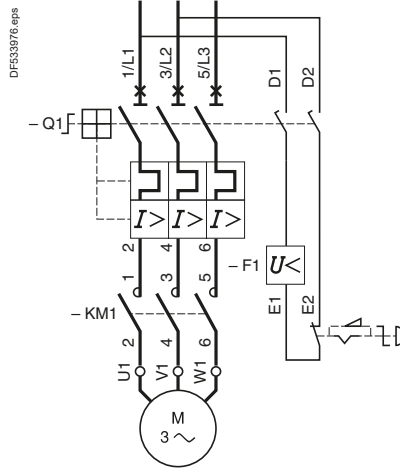 DF533976.eps
1/L1
3/L2
5/L3
D1
D2
– Q1
I> I> I>
2
4
6
– F1
U<
1
3
5
E1
E2
– KM1
2
4
6
U1
V1
W1
M
3 ~